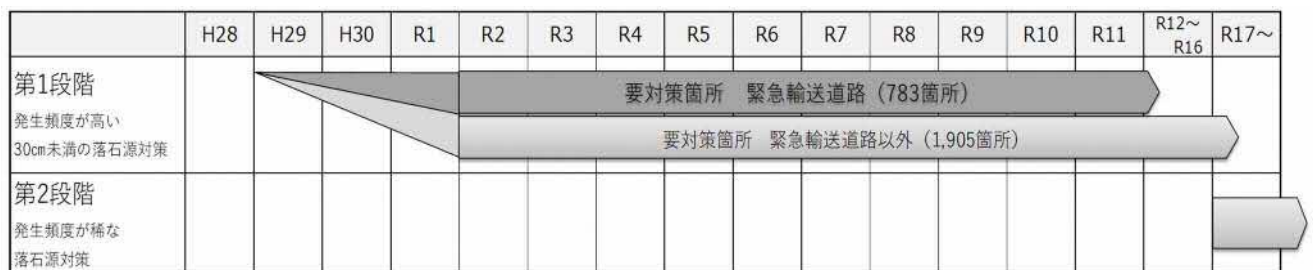 H28 H29 H30 R1 R2 R3 R4 R5 R6 R7 R8 R9 R10 R11 R12～R16 R17～
第1段階
発生頻度が高い
30cm未満の落石源対策
要対策箇所 緊急輸送道路（783箇所）
要対策箇所 緊急輸送道路以外（1,905箇所）
第2段階
発生頻度が稀な
落石源対策